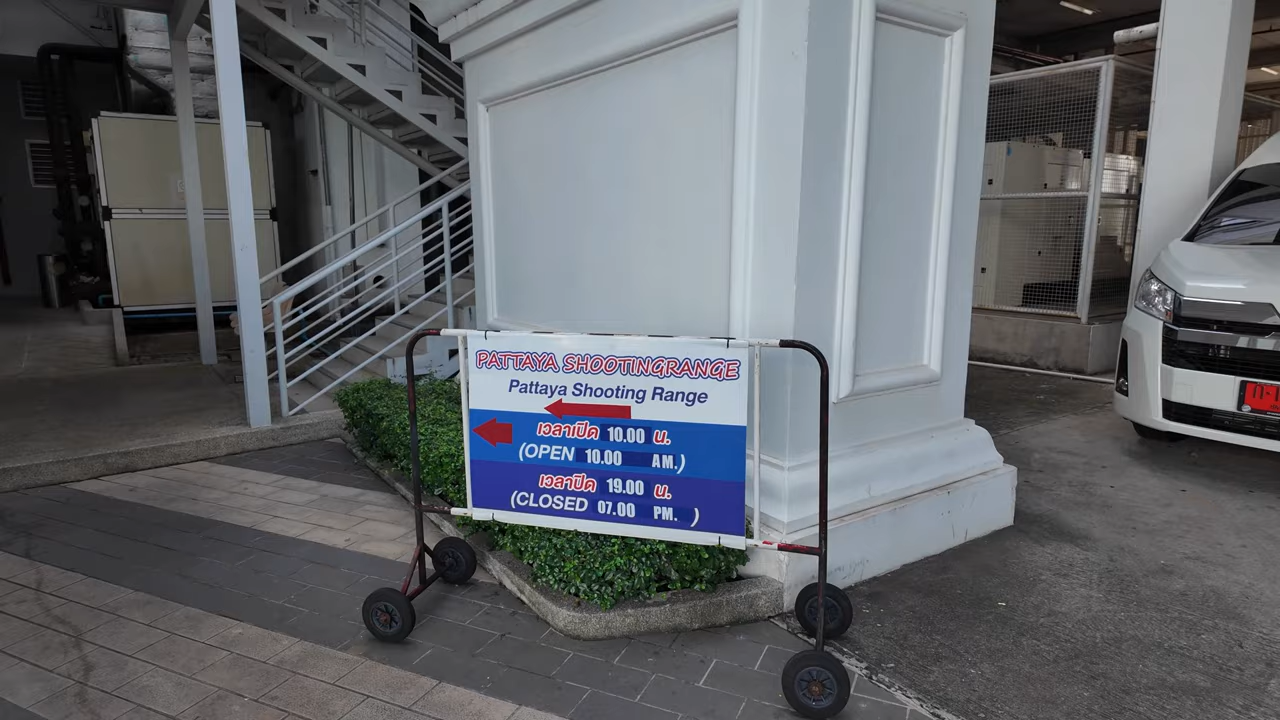 PATTAYA SHOOTINGRANGE
Pattaya Shooting Range
เวลาเปิด 10.00 น.
(OPEN 10.00 AM.)
เวลาปิด 19.00 น.
(CLOSED 07.00 PM. )